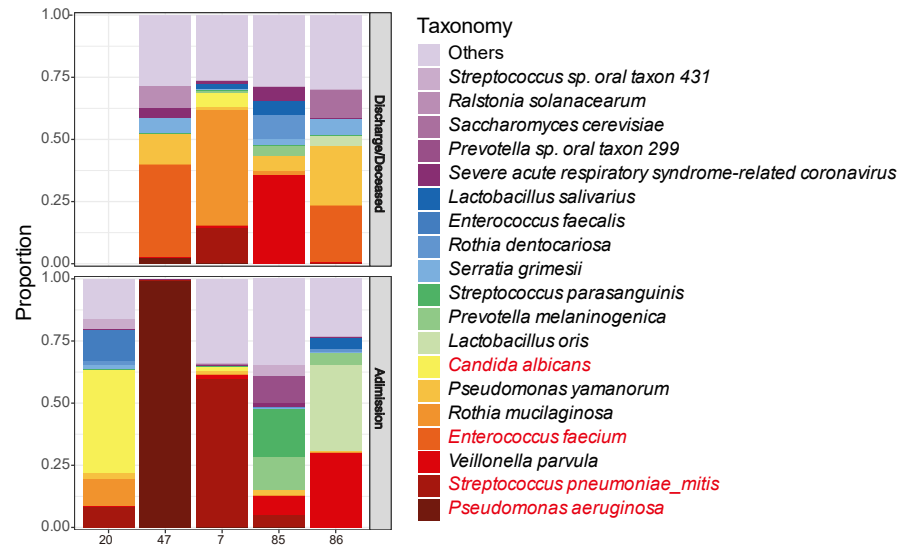 Taxonomy
Others
Streptococcus sp. oral taxon 431
Ralstonia solanacearum
Saccharomyces cerevisiae
Prevotella sp. oral taxon 299
Severe acute respiratory syndrome-related coronavirus
Lactobacillus salivarius
Enterococcus faecalis
Rothia dentocariosa
Serratia grimesii
Streptococcus parasanguinis
Prevotella melaninogenica
Lactobacillus oris
Candida albicans
Pseudomonas yamanorum
Rothia mucilaginosa
Enterococcus faecium
Veillonella parvula
Streptococcus pneumoniae_mitis
Pseudomonas aeruginosa
Proportion
1.00
0.75
0.50
0.25
0.00
Discharge/Deceased
1.00
0.75
0.50
0.25
0.00
Adimission
20 47 7 85 86